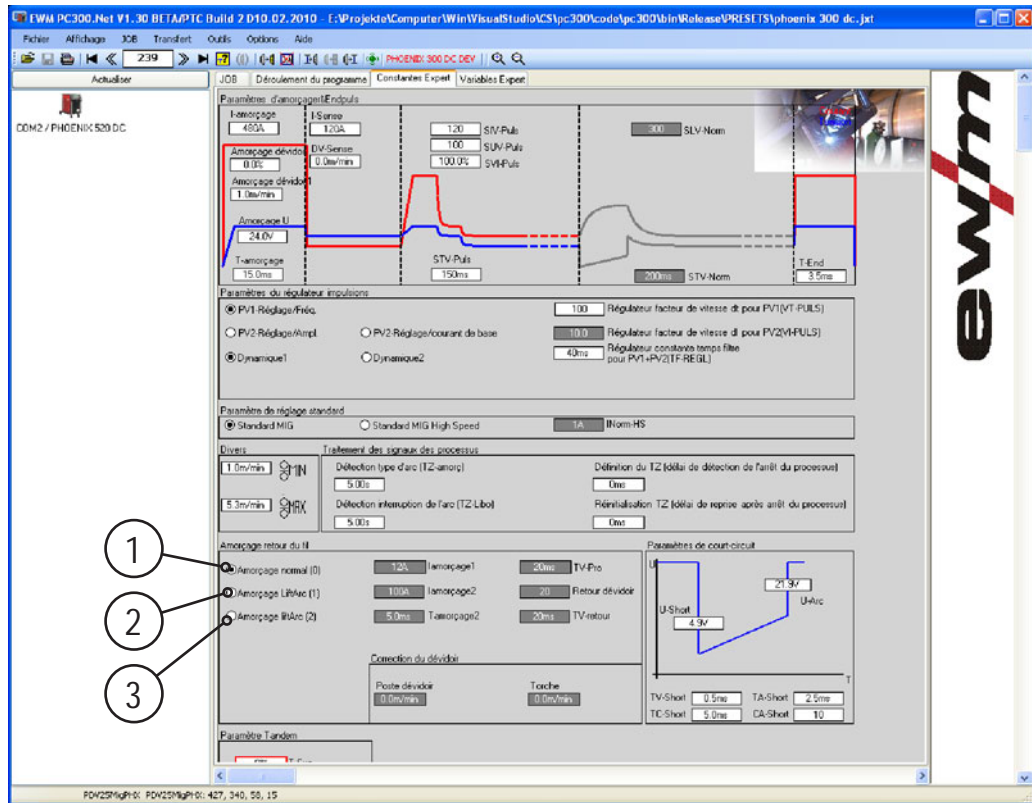 EWM PC300.Net V1.30 BETA/PTC Build 2 D10.02.2010 - E:\Projekte\Computer\Win\VisualStudio\CS\pc300\code\pc300\bin\Release\PRESETS\phoenix 300 dc.jxt
Fichier Affichage JOB Transfert Outils Options Aide
239 PHOENIX 300 DC DEV
Actualiser
COM2 / PHOENIX 520 DC
JOB Déroulement du programme Constantes Expert Variables Expert
Paramètres d'amorçagert\Endpuls
I-amorçage I-Sense
480A 120A 120 SIV-Puls 300 SLV-Norm
Amorçage dévidoi DV-Sense 100 SUV-Puls
0.0% 0.0m/min 100.0% SVI-Puls
Amorçage dévidoi1
1.0m/min
Amorçage U
24.0V
T-amorçage STV-Puls T-End
15.0ms 150ms 200ms STV-Norm 3.5ms
Paramètres du régulateur impulsions
PV1-Réglage/Fréq. 100 Régulateur facteur de vitesse dt pour PV1(VT-PULS)
PV2-Réglage/Ampl. PV2-Réglage/courant de base 10.0 Régulateur facteur de vitesse dI pour PV2(VI-PULS)
Dynamique1 Dynamique2 40ms Régulateur constante temps filtre
pour PV1+PV2(TF-REGL)
Paramètre de réglage standard
Standard MIG Standard MIG High Speed 1A INorm-HS
Divers Traitement des signaux des processus
1.0m/min MIN Détection type d'arc (TZ-amorç) Définition du TZ (délai de détection de l'arrêt du processue)
5.00s 0ms
5.3m/min MAX Détection interruption de l'arc (TZ-Libo) Réinitialisation TZ (délai de reprise après arrêt du processue)
5.00s 0ms
Amorçage retour du fil Paramètres de court-circuit
1 Amorçage normal (0) 12A Iamorçage1 20ms TV-Pro
2 Amorçage LiftArc (1) 100A Iamorçage2 20 Retour dévidoir
3 Amorçage liftArc (2) 5.0ms Tamorçage2 20ms TV-retour
U
21.9V
U-Arc
U-Short
4.9V
T
Correction du dévidoir
Poste dévidoir Torche
0.0m/min 0.0m/min
TV-Short 0.5ms TA-Short 2.5ms
TC-Short 5.0ms CA-Short 10
Paramètre Tandem
PDV25MigPHX PDV25MigPHX: 427, 340, 58, 15
ewm